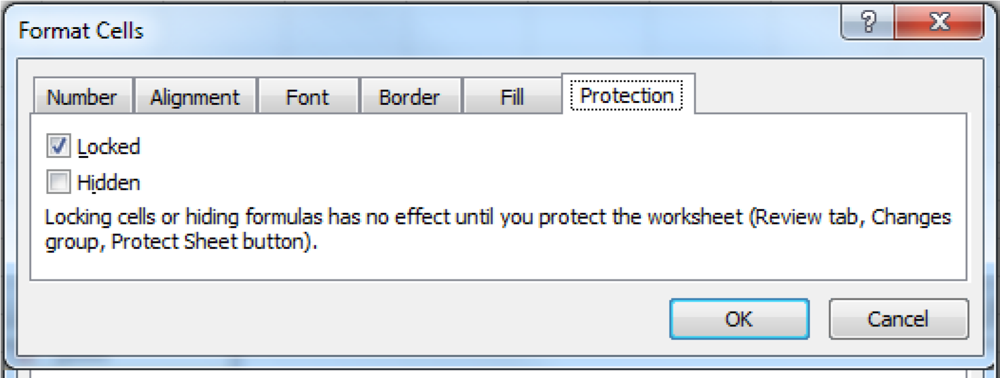 Format Cells
Number Alignment Font Border Fill Protection
Locked
Hidden
Locking cells or hiding formulas has no effect until you protect the worksheet (Review tab, Changes
group, Protect Sheet button).
OK Cancel